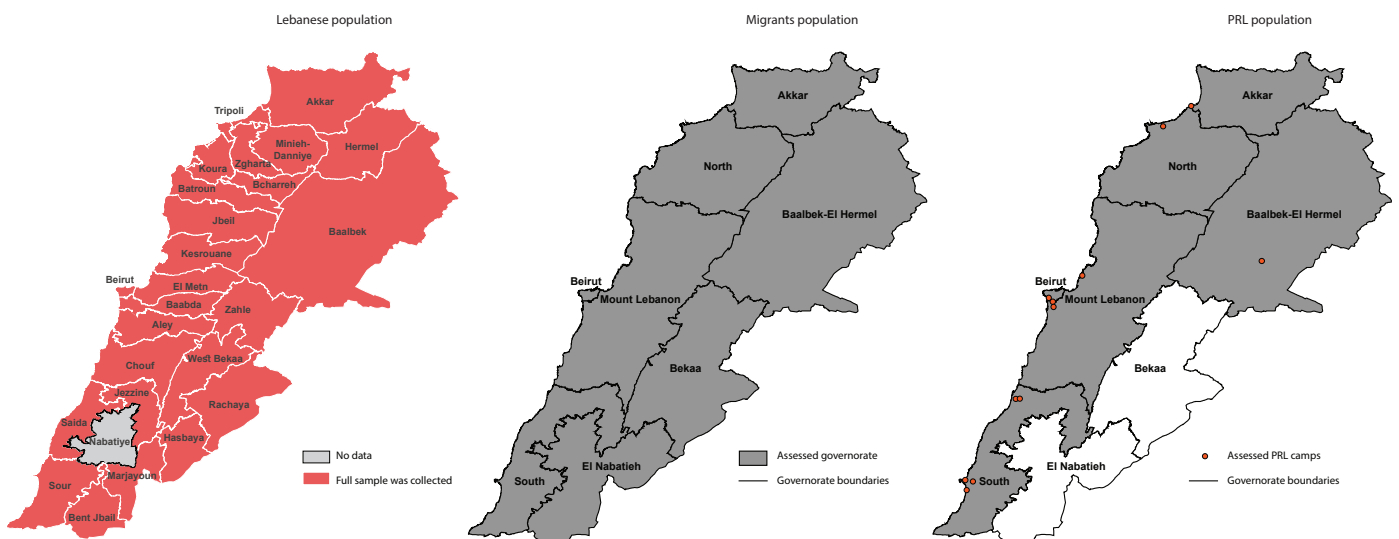 Lebanese population
Akkar
Tripoli
Minieh-
Danniye
Hermel
Zgharta
Koura
Bcharreh
Batroun
Jbeil
Baalbek
Kesrouane
Beirut
El Metn
Baabda
Zahle
Aley
West Bekaa
Chouf
Jezzine
Rachaya
Saida
Hasbaya
Nabatiye
Marjayoun
Sour
Bent Jbail
No data
Full sample was collected
Migrants population
Akkar
North
Baalbek-El Hermel
Beirut
Mount Lebanon
Bekaa
El Nabatieh
South
Assessed governorate
Governorate boundaries
PRL population
Akkar
North
Baalbek-El Hermel
Beirut
Mount Lebanon
Bekaa
El Nabatieh
South
Assessed PRL camps
Governorate boundaries